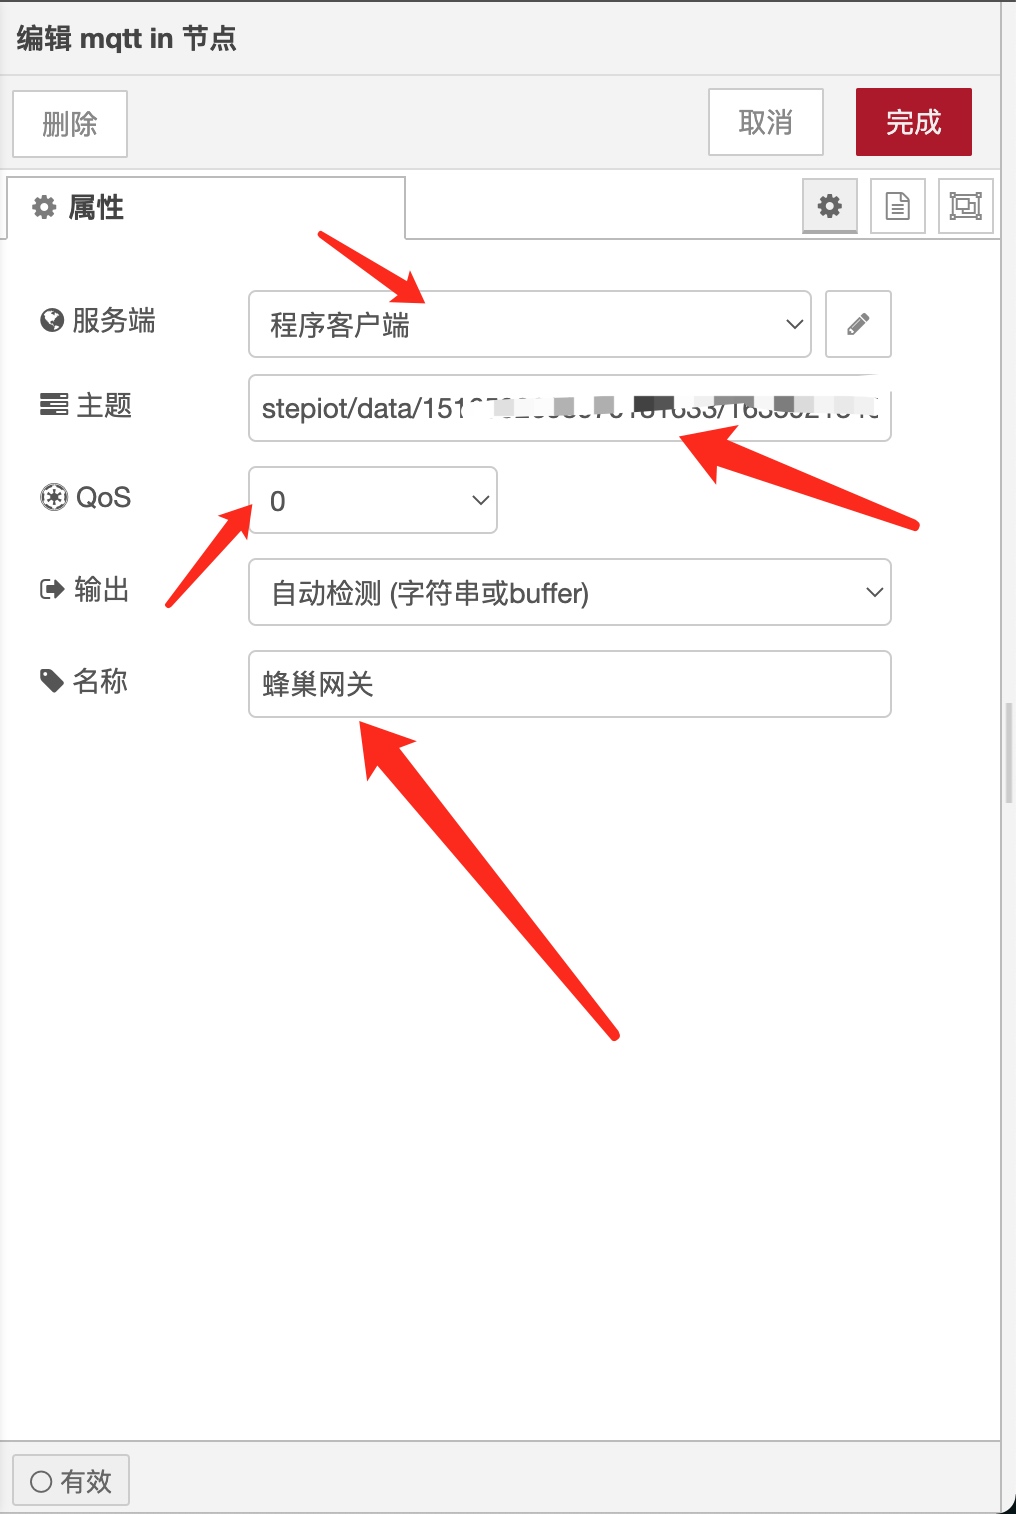 编辑 mqtt in 节点
删除
取消
完成
属性
服务端
程序客户端
主题
stepiot/data/151
QoS
0
输出
自动检测 (字符串或buffer)
名称
蜂巢网关
有效